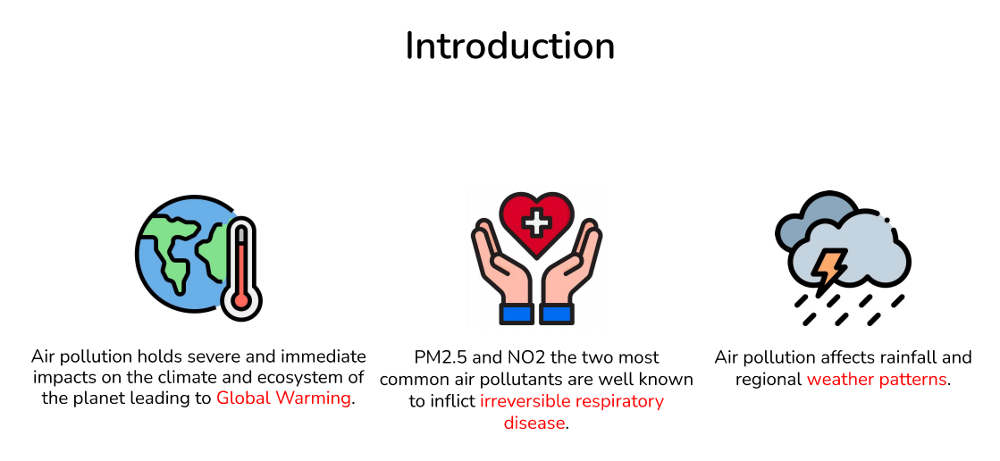 Introduction
Air pollution holds severe and immediate
impacts on the climate and ecosystem of
the planet leading to Global Warming.
PM2.5 and NO2 the two most
common air pollutants are well known
to inflict irreversible respiratory
disease.
Air pollution affects rainfall and
regional weather patterns.